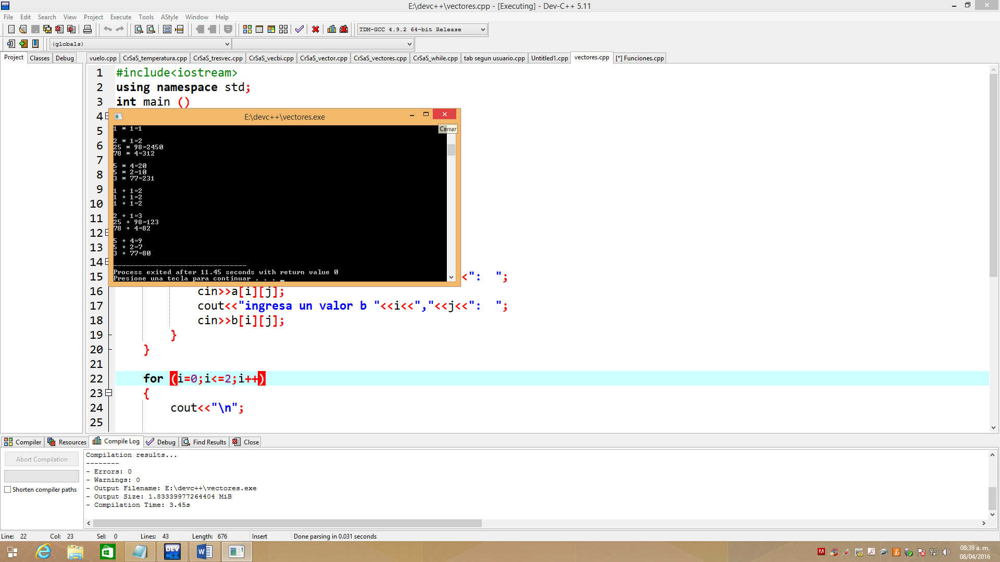 E:\devc++\vectores.cpp - [Executing] - Dev-C++ 5.11
File Edit Search View Project Execute Tools AStyle Window Help
TDM-GCC 4.9.2 64-bit Release
(globals)
Project Classes Debug
vuelo.cpp CrSaS_temperatura.cpp CrSaS_tresvec.cpp CrSaS_vecbi.cpp CrSaS_vector.cpp CrSaS_vectores.cpp CrSaS_while.cpp tab segun usuario.cpp Untitled1.cpp vectores.cpp [*] Funciones.cpp
1 #include<iostream>
2 using namespace std;
3 int main ()
4
5
6
7
8
9
10
11
12
13
14
15 <": ";
16 cin>>a[i][j];
17 cout<<"ingresa un valor b "<<i<<","<<j<<": ";
18 cin>>b[i][j];
19 }
20 }
21
22 for (i=0;i<=2;i++)
23 {
24 cout<<"\n";
25
E:\devc++\vectores.exe
Cerrar
1 * 1=1
2 * 1=2
25 * 98=2450
78 * 4=312
5 * 4=20
5 * 2=10
3 * 77=231
1 + 1=2
1 + 1=2
1 + 1=2
2 + 1=3
25 + 98=123
78 + 4=82
5 + 4=9
5 + 2=7
3 + 77=80
--------------------------------
Process exited after 11.45 seconds with return value 0
Presione una tecla para continuar . . . _
Compiler Resources Compile Log Debug Find Results Close
Abort Compilation
Shorten compiler paths
Compilation results...
--------
- Errors: 0
- Warnings: 0
- Output Filename: E:\devc++\vectores.exe
- Output Size: 1.83339977264404 MiB
- Compilation Time: 3.45s
Line: 22 Col: 23 Sel: 0 Lines: 43 Length: 676 Insert Done parsing in 0.031 seconds
DEV C++
08:39 a. m.
08/04/2016